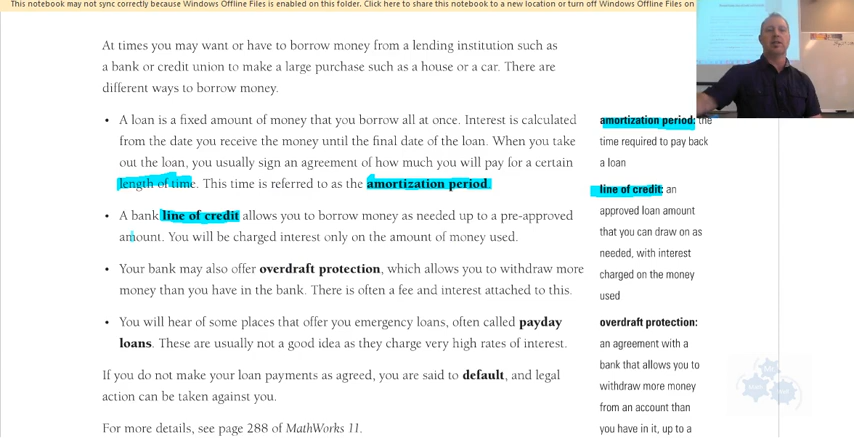 This notebook may not sync correctly because Windows Offline Files is enabled on this folder. Click here to share this notebook to a new location or turn off Windows Offline Files on
At times you may want or have to borrow money from a lending institution such as
a bank or credit union to make a large purchase such as a house or a car. There are
different ways to borrow money.
• A loan is a fixed amount of money that you borrow all at once. Interest is calculated
from the date you receive the money until the final date of the loan. When you take
out the loan, you usually sign an agreement of how much you will pay for a certain
length of time. This time is referred to as the amortization period.
• A bank line of credit allows you to borrow money as needed up to a pre-approved
amount. You will be charged interest only on the amount of money used.
• Your bank may also offer overdraft protection, which allows you to withdraw more
money than you have in the bank. There is often a fee and interest attached to this.
• You will hear of some places that offer you emergency loans, often called payday
loans. These are usually not a good idea as they charge very high rates of interest.
If you do not make your loan payments as agreed, you are said to default, and legal
action can be taken against you.
For more details, see page 288 of MathWorks 11.
amortization period: the
time required to pay back
a loan
line of credit: an
approved loan amount
that you can draw on as
needed, with interest
charged on the money
used
overdraft protection:
an agreement with a
bank that allows you to
withdraw more money
from an account than
you have in it, up to a